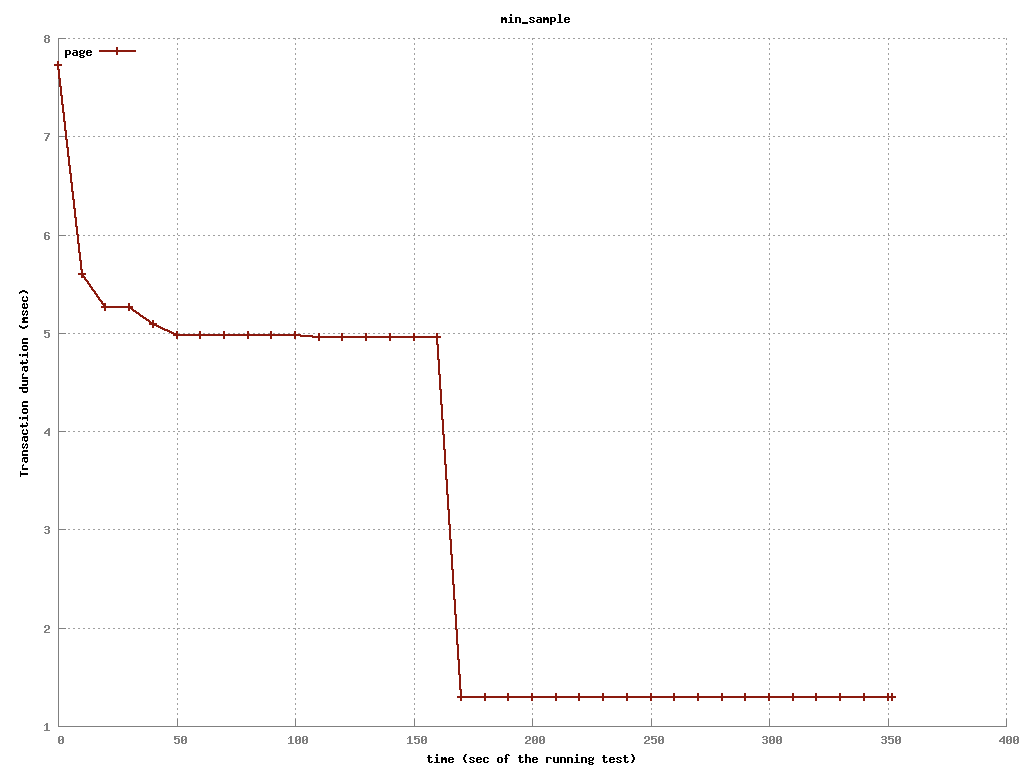 min_sample
page
8
7
6
5
4
3
2
1
Transaction duration (msec)
0 50 100 150 200 250 300 350 400
time (sec of the running test)